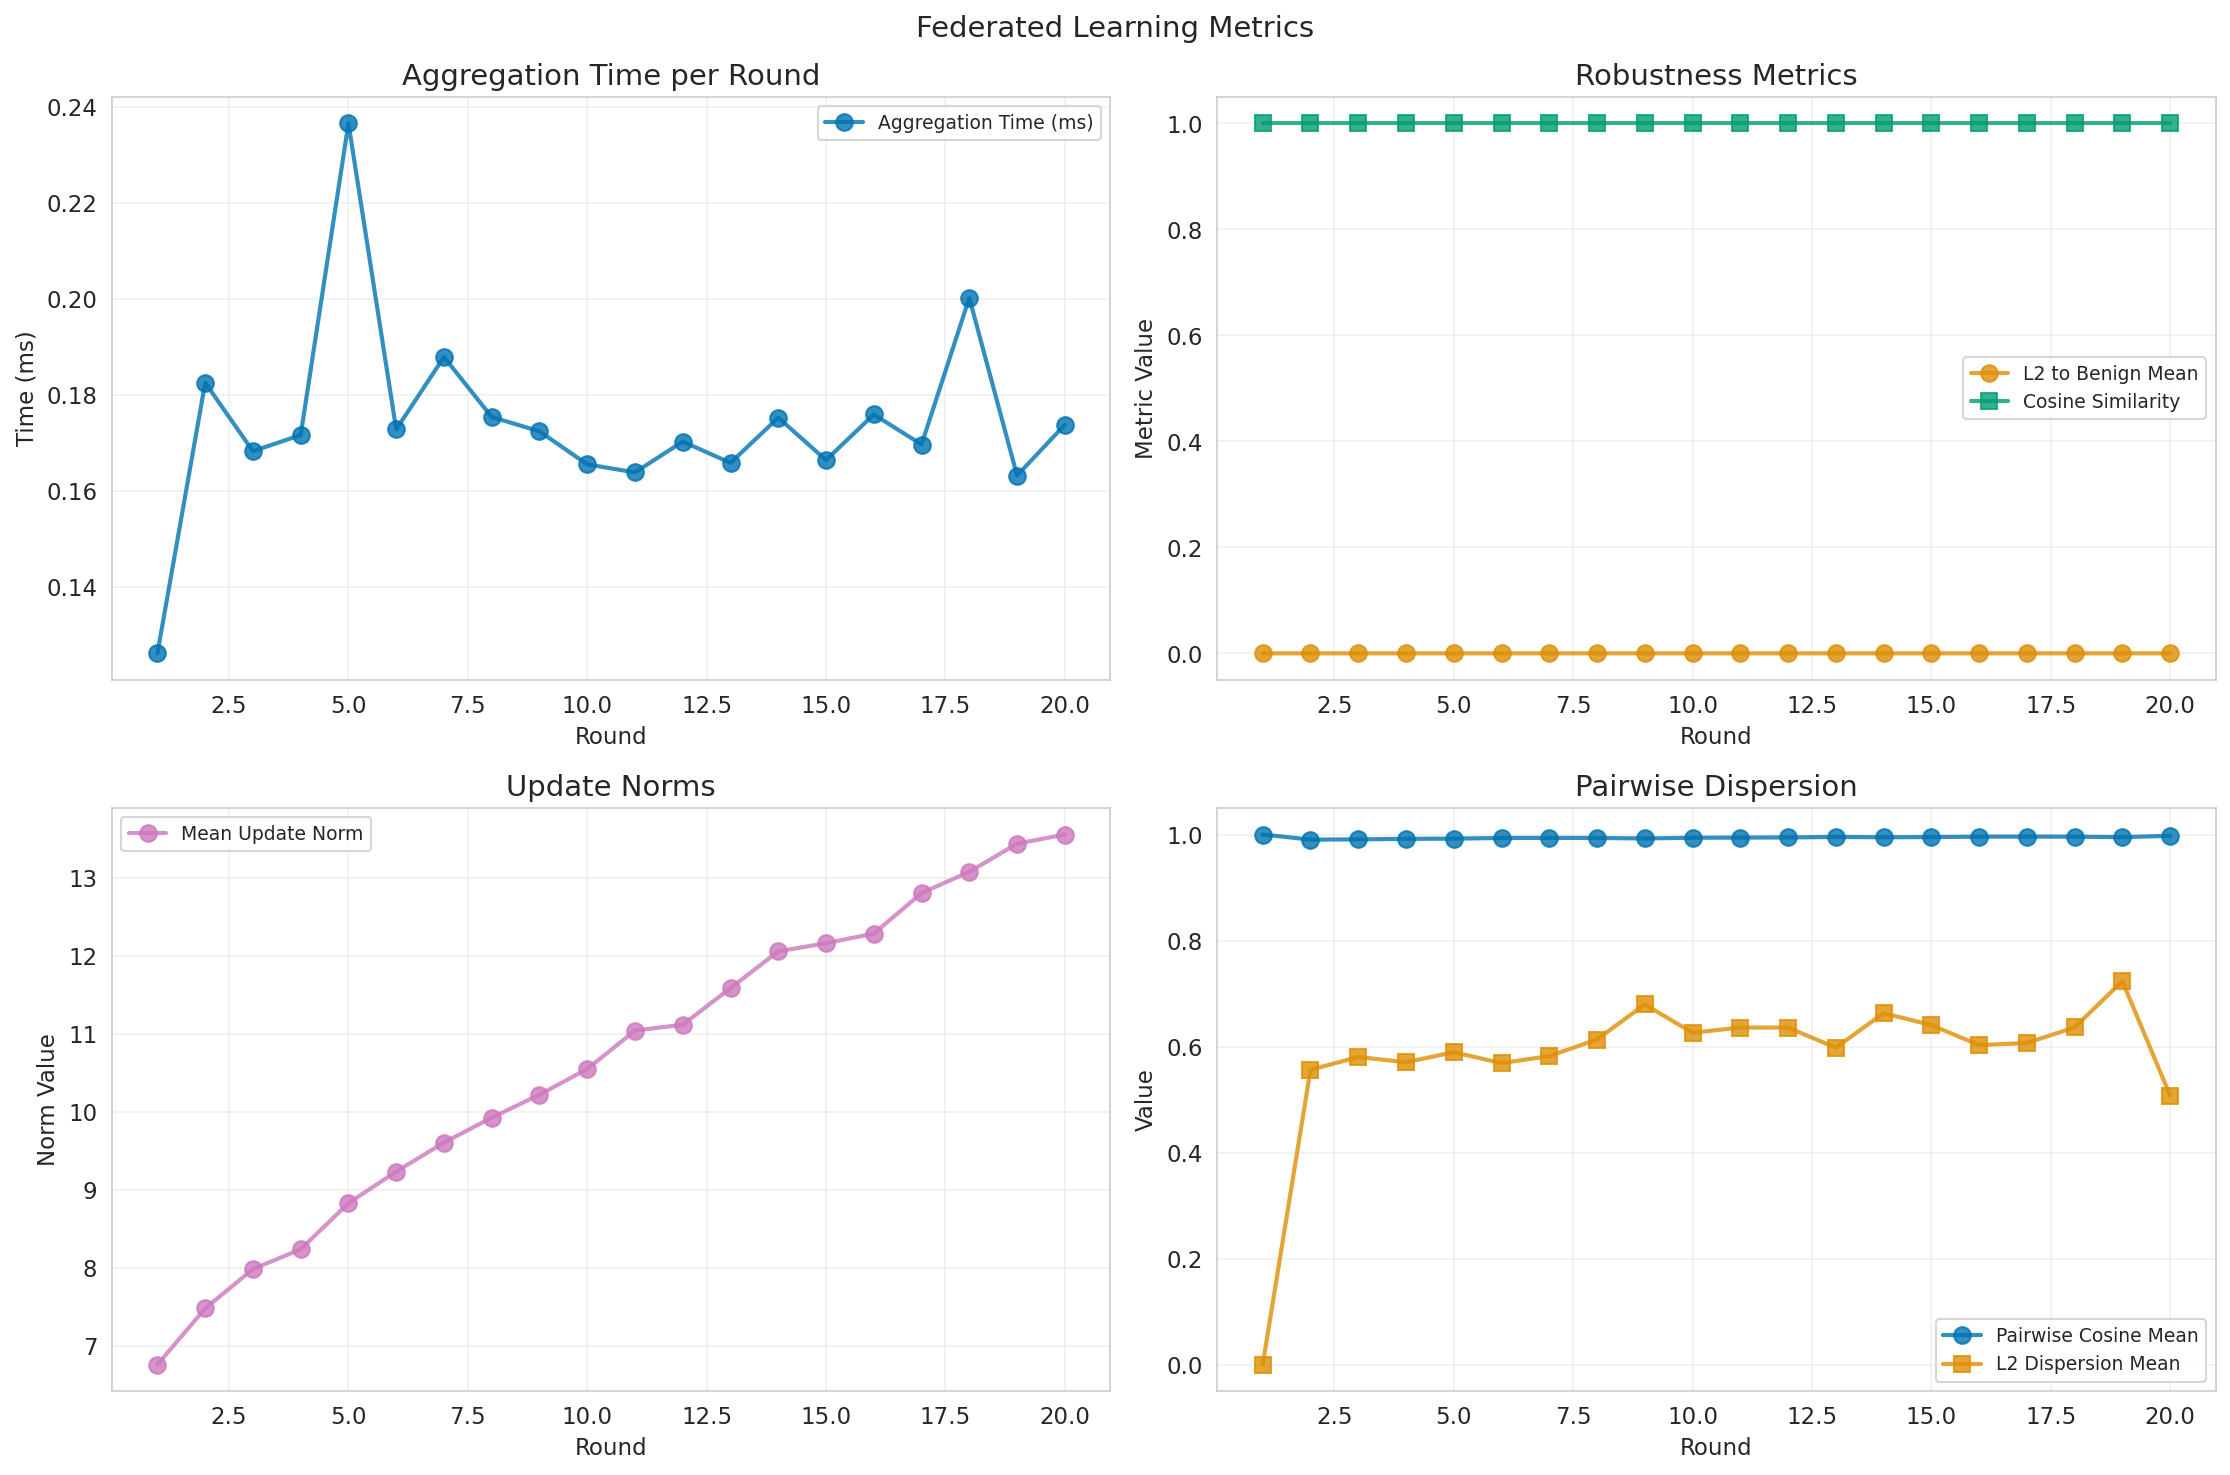 Federated Learning Metrics
Aggregation Time per Round
0.24
0.22
0.20
0.18
0.16
0.14
Time (ms)
Aggregation Time (ms)
2.5 5.0 7.5 10.0 12.5 15.0 17.5 20.0
Round
Robustness Metrics
1.0
0.8
0.6
0.4
0.2
0.0
Metric Value
L2 to Benign Mean
Cosine Similarity
2.5 5.0 7.5 10.0 12.5 15.0 17.5 20.0
Round
Update Norms
13
12
11
10
9
8
7
Norm Value
Mean Update Norm
2.5 5.0 7.5 10.0 12.5 15.0 17.5 20.0
Round
Pairwise Dispersion
1.0
0.8
0.6
0.4
0.2
0.0
Value
Pairwise Cosine Mean
L2 Dispersion Mean
2.5 5.0 7.5 10.0 12.5 15.0 17.5 20.0
Round